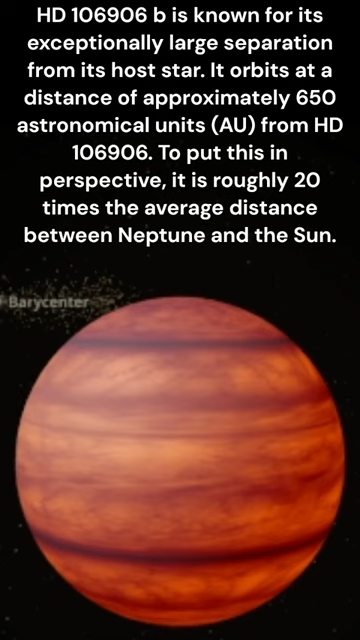 HD 106906 b is known for its
exceptionally large separation
from its host star. It orbits at a
distance of approximately 650
astronomical units (AU) from HD
106906. To put this in
perspective, it is roughly 20
times the average distance
between Neptune and the Sun.
Barycenter